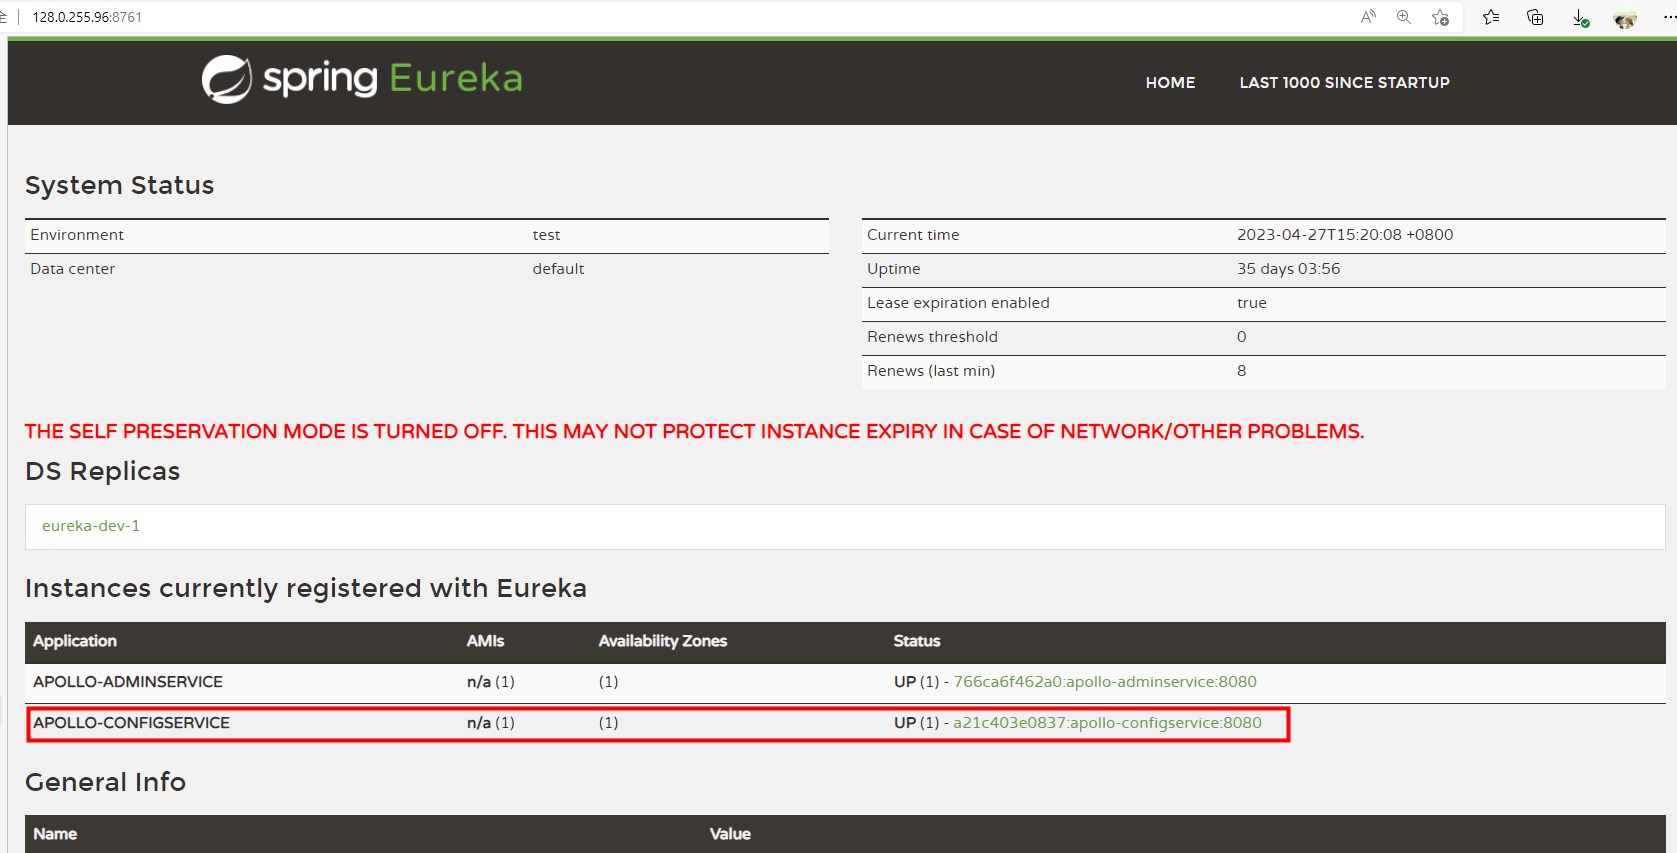 128.0.255.96:8761
spring Eureka
HOME LAST 1000 SINCE STARTUP
System Status
Environment test
Data center default
Current time 2023-04-27T15:20:08 +0800
Uptime 35 days 03:56
Lease expiration enabled true
Renews threshold 0
Renews (last min) 8
THE SELF PRESERVATION MODE IS TURNED OFF. THIS MAY NOT PROTECT INSTANCE EXPIRY IN CASE OF NETWORK/OTHER PROBLEMS.
DS Replicas
eureka-dev-1
Instances currently registered with Eureka
Application AMIs Availability Zones Status
APOLLO-ADMINSERVICE n/a (1) (1) UP (1) - 766ca6f462a0:apollo-adminservice:8080
APOLLO-CONFIGSERVICE n/a (1) (1) UP (1) - a21c403e0837:apollo-configservice:8080
General Info
Name Value